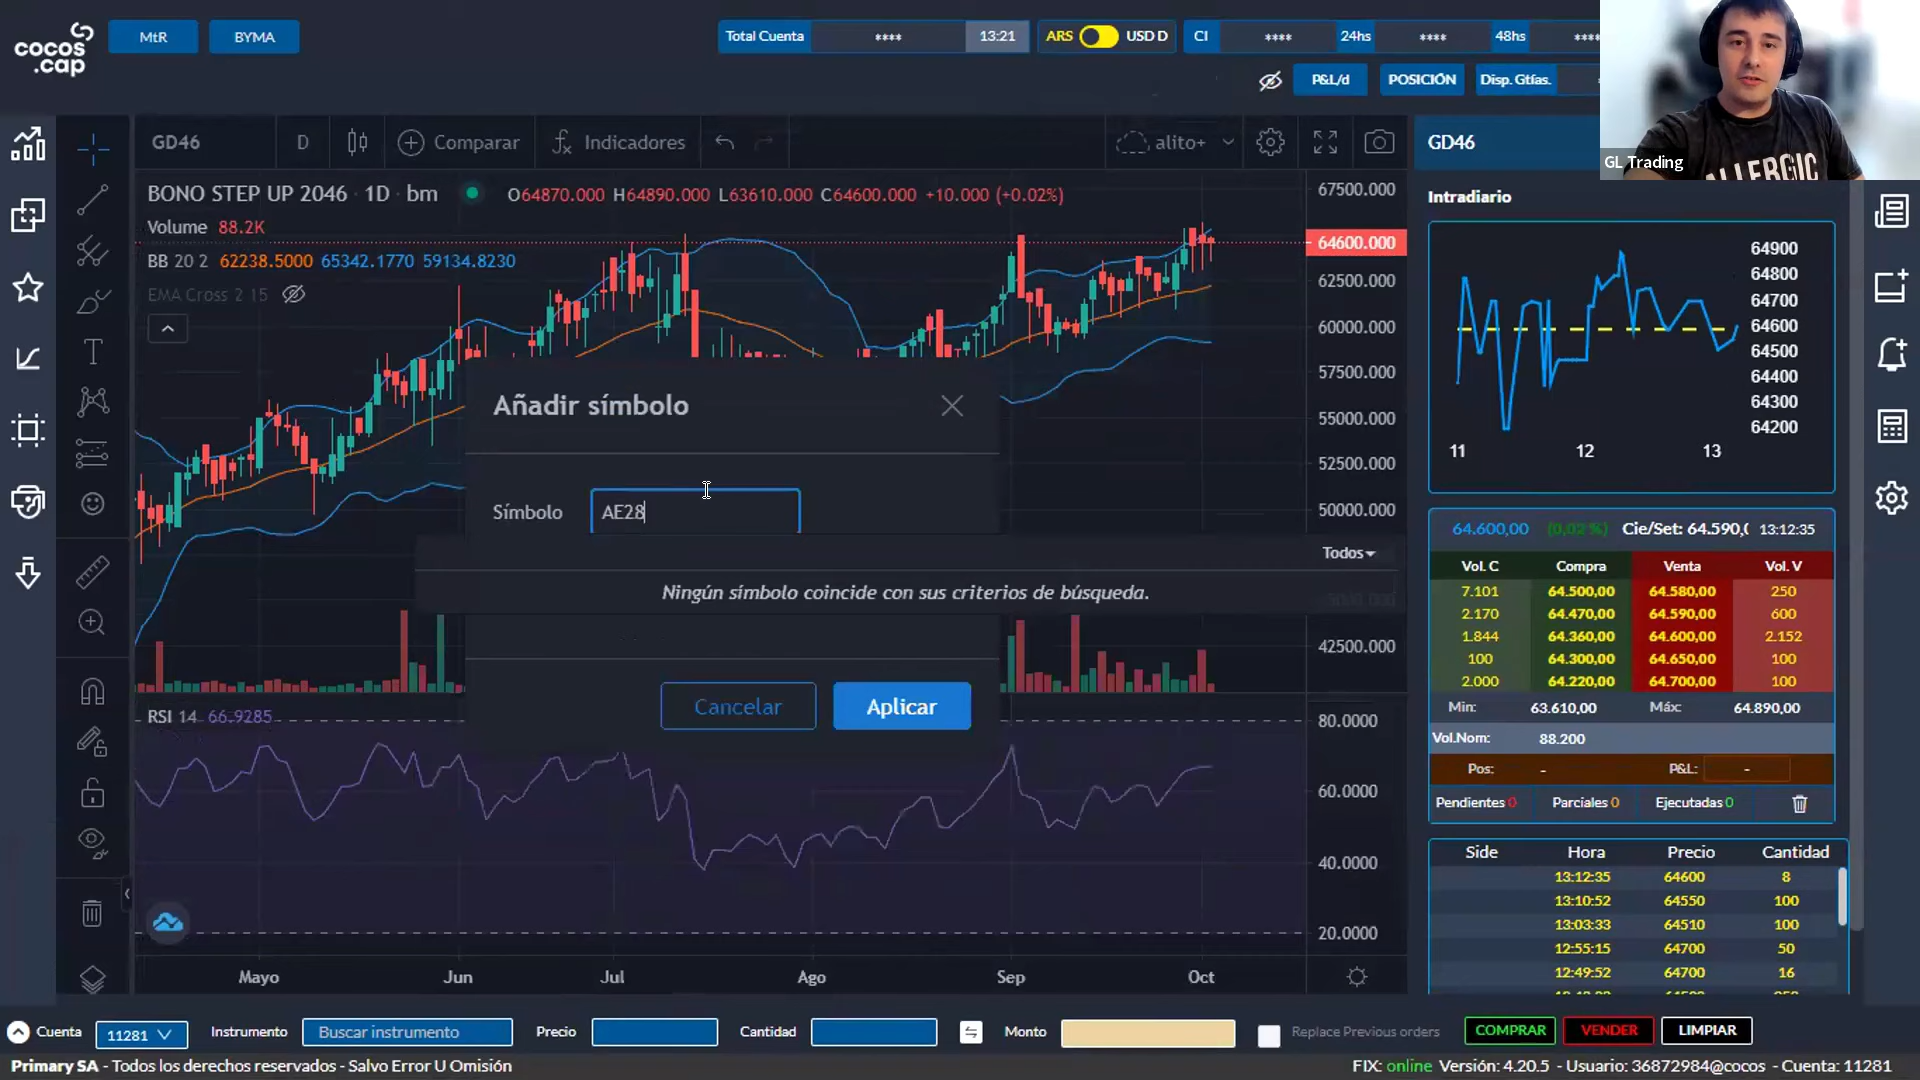 cocos
.cap
MtR
BYMA
Total Cuenta
****
13:21
ARS
USD D
CI
****
24hs
****
48hs
****
P&L/d
POSICIÓN
Disp. Gtías.
GL Trading
ALLERGIC
GD46
D
Comparar
Indicadores
alito+
BONO STEP UP 2046 · 1D · bm
O64870.000 H64890.000 L63610.000 C64600.000 +10.000 (+0.02%)
Volume 88.2K
BB 20 2 62238.5000 65342.1770 59134.8230
EMA Cross 2 15
67500.000
64600.000
62500.000
60000.000
57500.000
55000.000
52500.000
50000.000
42500.000
Añadir símbolo
Símbolo
AE28
Todos
Ningún símbolo coincide con sus criterios de búsqueda.
Cancelar
Aplicar
RSI 14 66.9285
80.0000
60.0000
40.0000
20.0000
Mayo
Jun
Jul
Ago
Sep
Oct
GD46
Intradiario
64900
64800
64700
64600
64500
64400
64300
64200
11
12
13
64.600,00 (0,02 %) Cie/Set: 64.590,( 13:12:35
Vol. C Compra Venta Vol. V
7.101 64.500,00 64.580,00 250
2.170 64.470,00 64.590,00 600
1.844 64.360,00 64.600,00 2.152
100 64.300,00 64.650,00 100
2.000 64.220,00 64.700,00 100
Min: 63.610,00 Máx: 64.890,00
Vol.Nom: 88.200
Pos: - P&L: -
Pendientes 0 Parciales 0 Ejecutadas 0
Side Hora Precio Cantidad
13:12:35 64600 8
13:10:52 64550 100
13:03:33 64510 100
12:55:15 64700 50
12:49:52 64700 16
Cuenta
11281
Instrumento
Buscar instrumento
Precio
Cantidad
Monto
Replace Previous orders
COMPRAR
VENDER
LIMPIAR
Primary SA - Todos los derechos reservados - Salvo Error U Omisión
FIX: online Versión: 4.20.5 - Usuario: 36872984@cocos - Cuenta: 11281